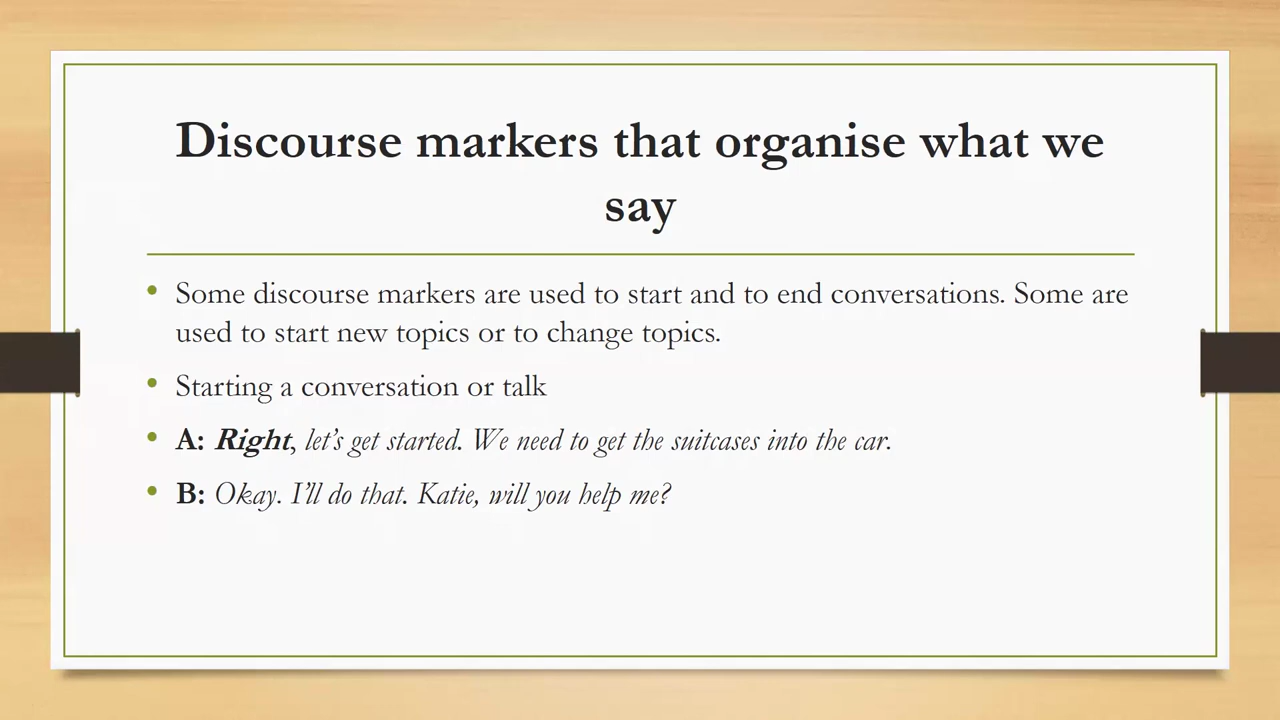 Discourse markers that organise what we
say
• Some discourse markers are used to start and to end conversations. Some are
used to start new topics or to change topics.
• Starting a conversation or talk
• A: Right, let’s get started. We need to get the suitcases into the car.
• B: Okay. I’ll do that. Katie, will you help me?